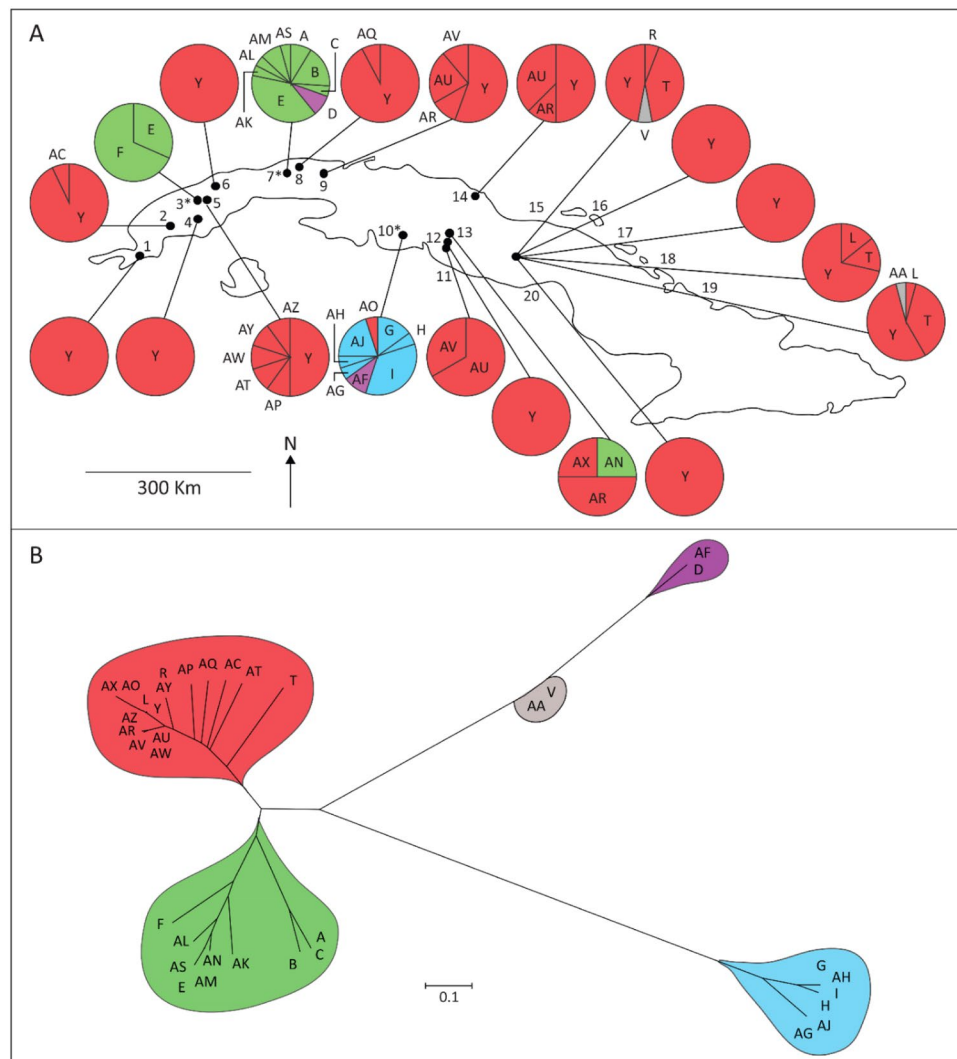 A
AM AS A C
AL B
AK E D
AQ
Y
AV
AU Y
AR
AU Y
AR
R
Y T
V
Y
E
F
Y
Y
AC
Y
6
7*
8
9
3* 5
2 4
1
14
15
16
17
18
19
20
10*
12 13
11
L
Y T
AA L
Y T
Y
Y
AZ
AY
AW Y
AT
AP
AO
AH G H
AJ
AG AF I
AV
AU
Y
AX AN
AR
Y
N
300 Km
B
AF
D
V
AA
AX AO R AP AQ AC AT T
L AY
AZ Y
AR AU
AV AW
F
AL
AS AN AK
E AM
B
A
C
0.1
G
AH
I
H
AG AJ